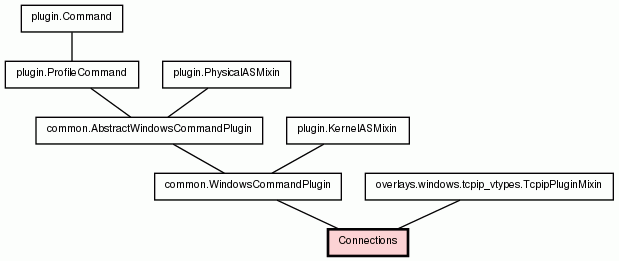 plugin.Command
plugin.ProfileCommand
plugin.PhysicalASMixin
common.AbstractWindowsCommandPlugin
plugin.KernelASMixin
common.WindowsCommandPlugin
overlays.windows.tcpip_vtypes.TcpipPluginMixin
Connections